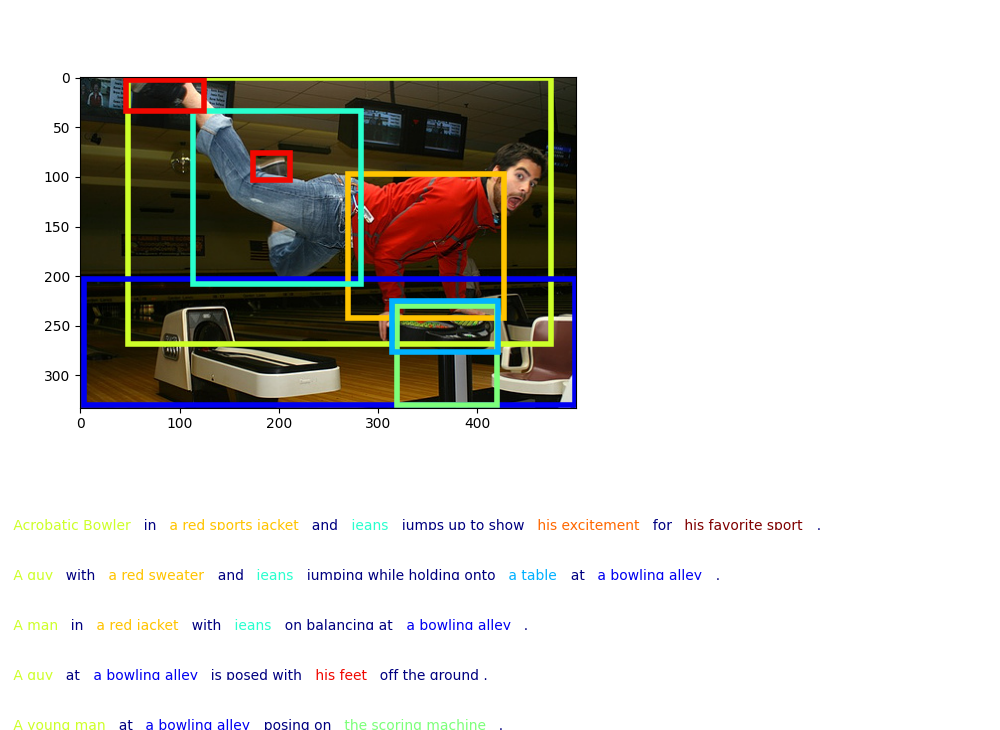 0
50
100
150
200
250
300
0 100 200 300 400
Acrobatic Bowler in a red sports jacket and jeans jumps up to show his excitement for his favorite sport .
A guy with a red sweater and jeans jumping while holding onto a table at a bowling alley .
A man in a red jacket with jeans on balancing at a bowling alley .
A guy at a bowling alley is posed with his feet off the ground .
A young man at a bowling alley posing on the scoring machine .